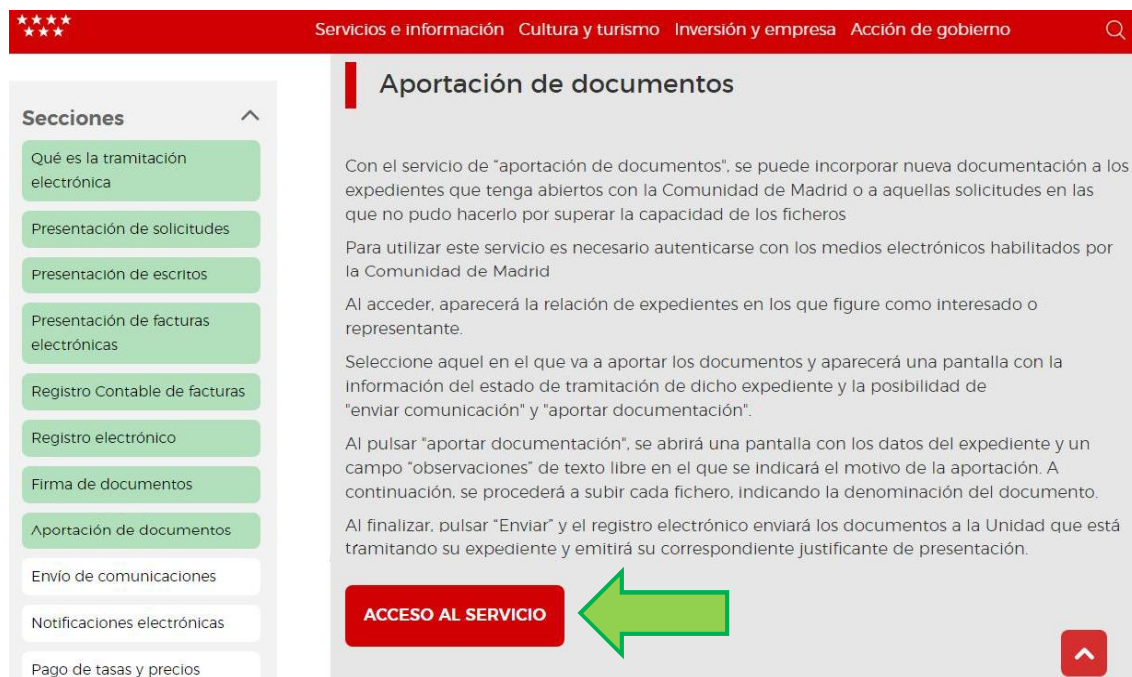 Servicios e información Cultura y turismo Inversión y empresa Acción de gobierno
Secciones
Qué es la tramitación
electrónica
Presentación de solicitudes
Presentación de escritos
Presentación de facturas
electrónicas
Registro Contable de facturas
Registro electrónico
Firma de documentos
Aportación de documentos
Envío de comunicaciones
Notificaciones electrónicas
Pago de tasas y precios
Aportación de documentos
Con el servicio de "aportación de documentos", se puede incorporar nueva documentación a los
expedientes que tenga abiertos con la Comunidad de Madrid o a aquellas solicitudes en las
que no pudo hacerlo por superar la capacidad de los ficheros
Para utilizar este servicio es necesario autenticarse con los medios electrónicos habilitados por
la Comunidad de Madrid
Al acceder, aparecerá la relación de expedientes en los que figure como interesado o
representante.
Seleccione aquel en el que va a aportar los documentos y aparecerá una pantalla con la
información del estado de tramitación de dicho expediente y la posibilidad de
"enviar comunicación" y "aportar documentación".
Al pulsar "aportar documentación", se abrirá una pantalla con los datos del expediente y un
campo "observaciones" de texto libre en el que se indicará el motivo de la aportación. A
continuación, se procederá a subir cada fichero, indicando la denominación del documento.
Al finalizar, pulsar "Enviar" y el registro electrónico enviará los documentos a la Unidad que está
tramitando su expediente y emitirá su correspondiente justificante de presentación.
ACCESO AL SERVICIO